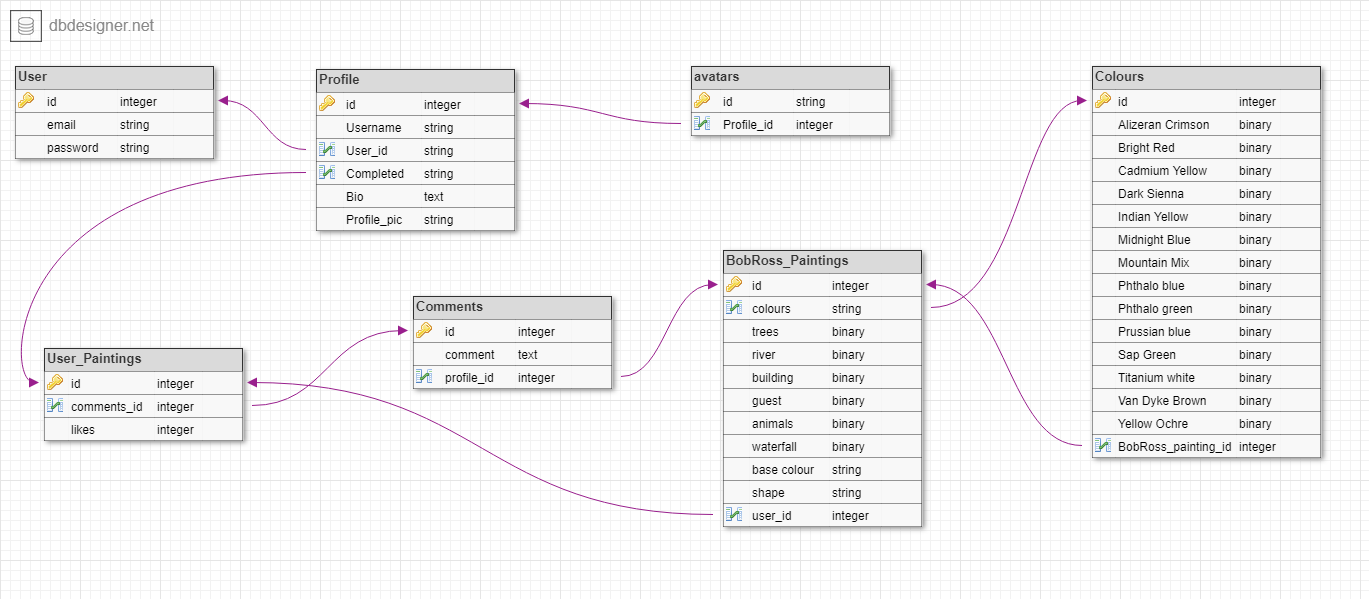 dbdesigner.net
User
id integer
email string
password string
Profile
id integer
Username string
User_id string
Completed string
Bio text
Profile_pic string
avatars
id string
Profile_id integer
Colours
id integer
Alizeran Crimson binary
Bright Red binary
Cadmium Yellow binary
Dark Sienna binary
Indian Yellow binary
Midnight Blue binary
Mountain Mix binary
Phthalo blue binary
Phthalo green binary
Prussian blue binary
Sap Green binary
Titanium white binary
Van Dyke Brown binary
Yellow Ochre binary
BobRoss_painting_id integer
BobRoss_Paintings
id integer
colours string
trees binary
river binary
building binary
guest binary
animals binary
waterfall binary
base colour string
shape string
user_id integer
Comments
id integer
comment text
profile_id integer
User_Paintings
id integer
comments_id integer
likes integer